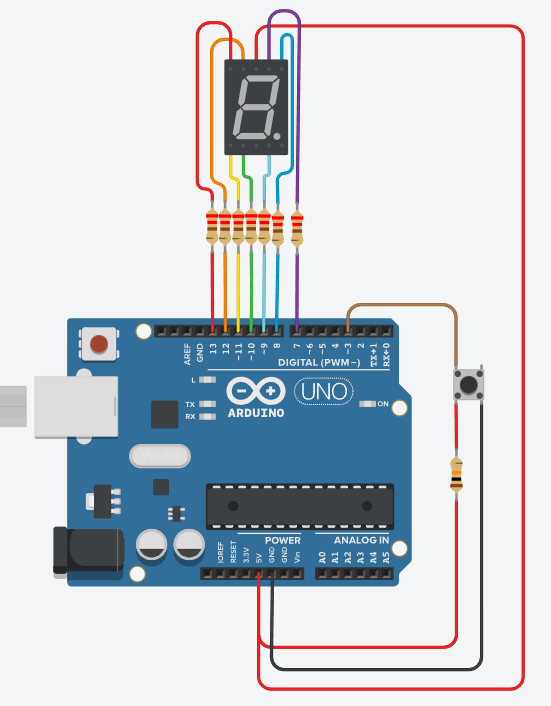 AREF
GND
13
12
~11
~10
~9
8
7
~6
~5
4
~3
2
TX→1
RX←0
DIGITAL (PWM~)
L
TX
RX
UNO
ON
ARDUINO
POWER
ANALOG IN
IOREF
RESET
3.3V
5V
GND
GND
Vin
A0
A1
A2
A3
A4
A5